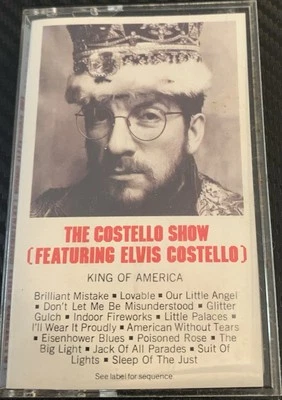 THE COSTELLO SHOW
(FEATURING ELVIS COSTELLO)
KING OF AMERICA
Brilliant Mistake ■ Lovable ■ Our Little Angel
■ Don't Let Me Be Misunderstood ■ Glitter
Gulch ■ Indoor Fireworks ■ Little Palaces ■
I'll Wear It Proudly ■ American Without Tears
■ Eisenhower Blues ■ Poisoned Rose ■ The
Big Light ■ Jack Of All Parades ■ Suit Of
Lights ■ Sleep Of The Just
See label for sequence